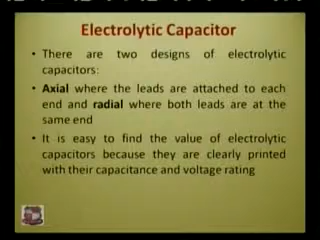 Electrolytic Capacitor
• There are two designs of electrolytic
capacitors:
• Axial where the leads are attached to each
end and radial where both leads are at the
same end
• It is easy to find the value of electrolytic
capacitors because they are clearly printed
with their capacitance and voltage rating